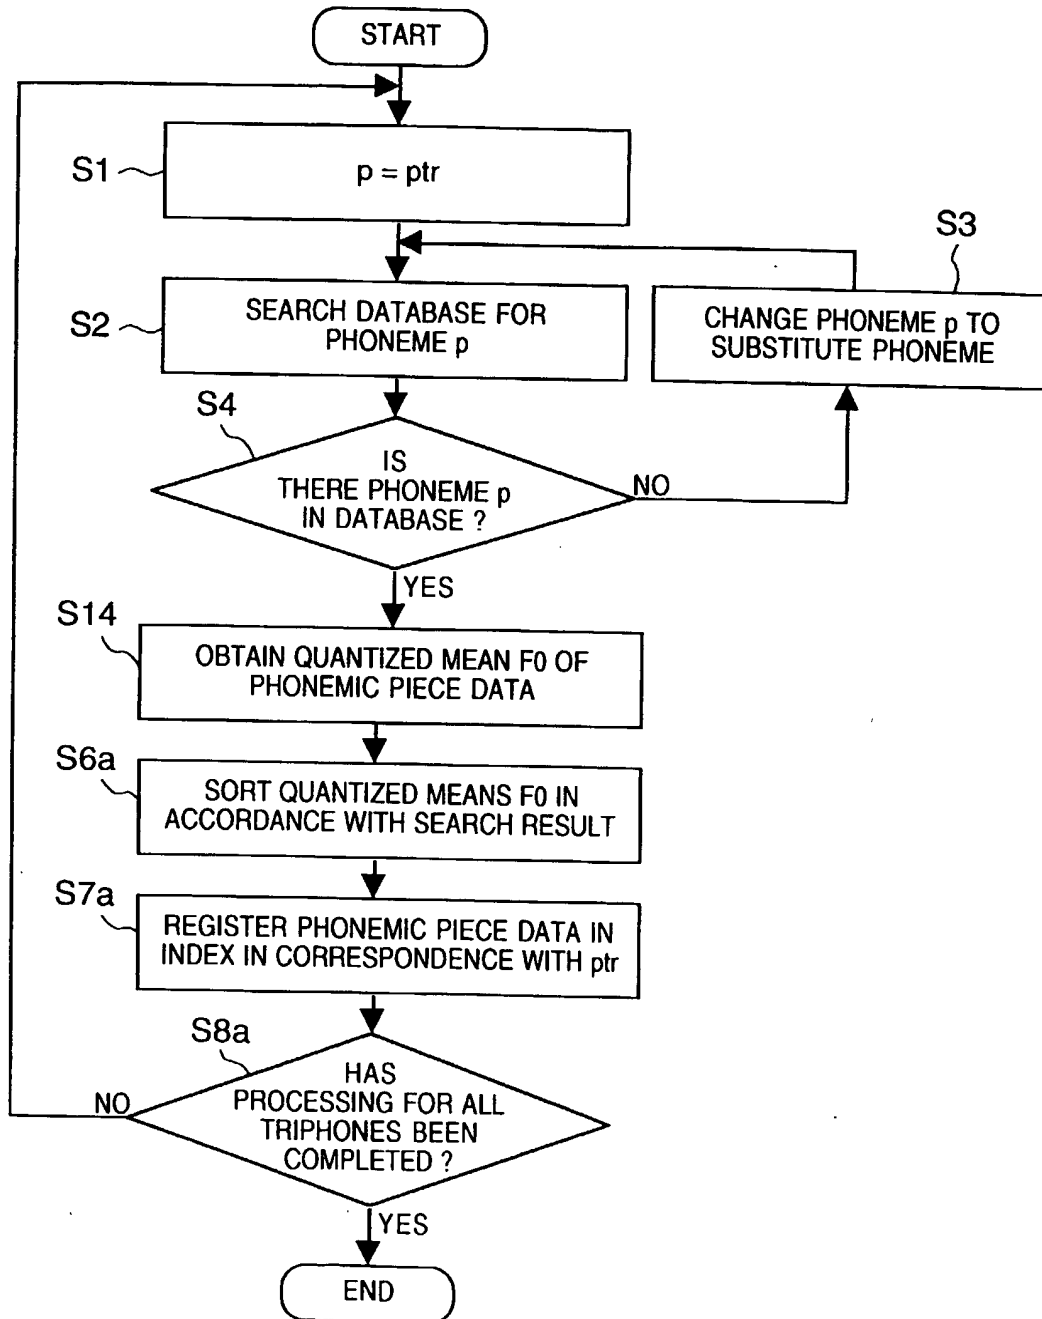 START
S1
p = ptr
S3
S2
SEARCH DATABASE FOR
PHONEME p
CHANGE PHONEME p TO
SUBSTITUTE PHONEME
S4
IS
THERE PHONEME p
IN DATABASE ?
NO
YES
S14
OBTAIN QUANTIZED MEAN F0 OF
PHONEMIC PIECE DATA
S6a
SORT QUANTIZED MEANS F0 IN
ACCORDANCE WITH SEARCH RESULT
S7a
REGISTER PHONEMIC PIECE DATA IN
INDEX IN CORRESPONDENCE WITH ptr
S8a
HAS
PROCESSING FOR ALL
TRIPHONES BEEN
COMPLETED ?
NO
YES
END